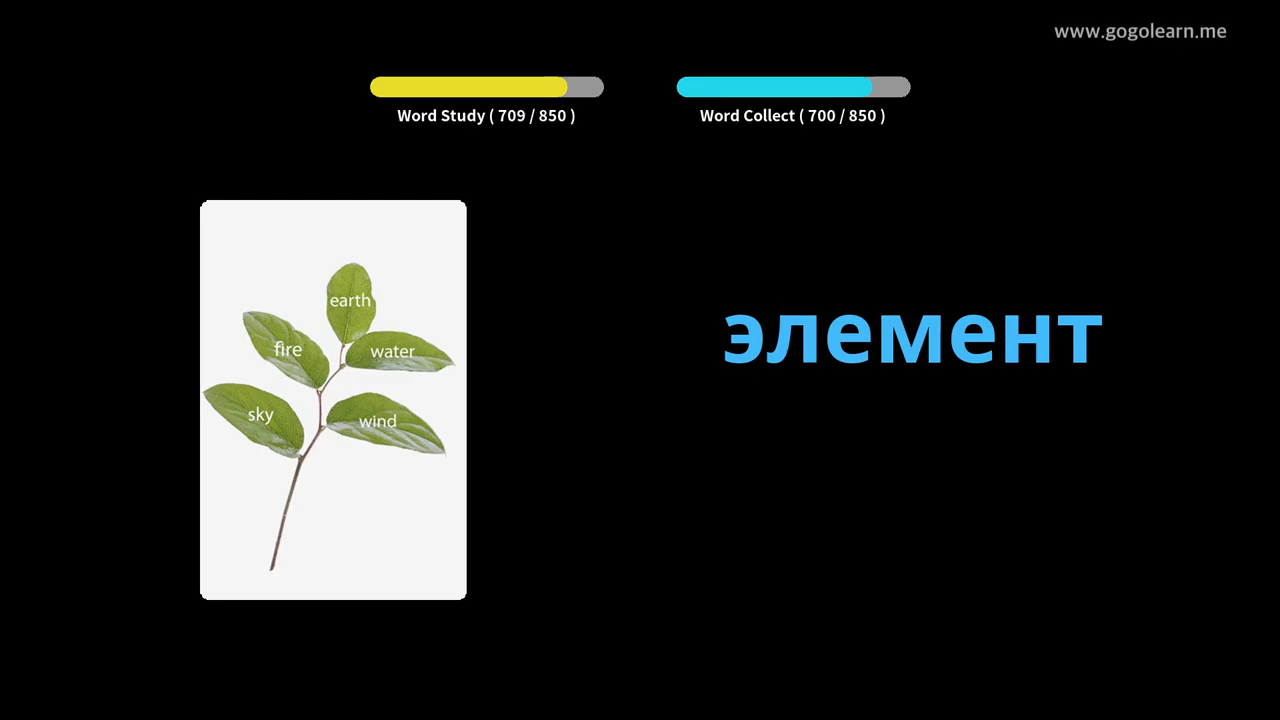 www.gogolearn.me
Word Study ( 709 / 850 )
Word Collect ( 700 / 850 )
earth
fire
water
sky
wind
элемент